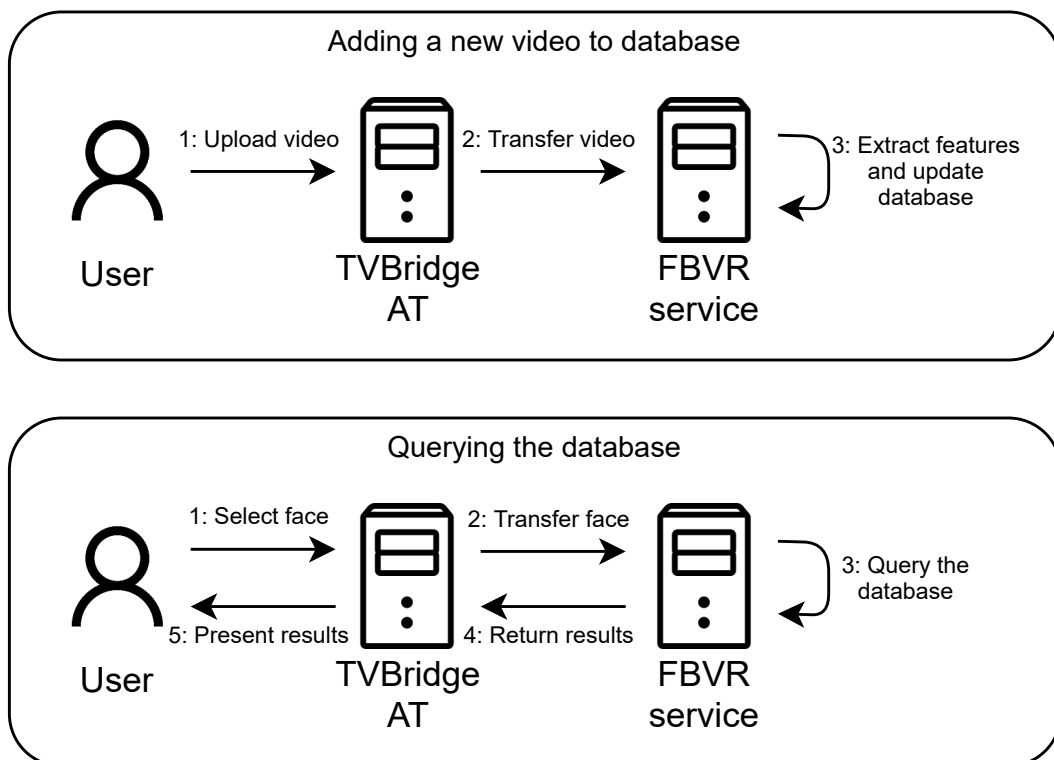 Adding a new video to database
1: Upload video
2: Transfer video
3: Extract features
and update
database
User
TVBridge
AT
FBVR
service
Querying the database
1: Select face
2: Transfer face
3: Query the
database
5: Present results
4: Return results
User
TVBridge
AT
FBVR
service